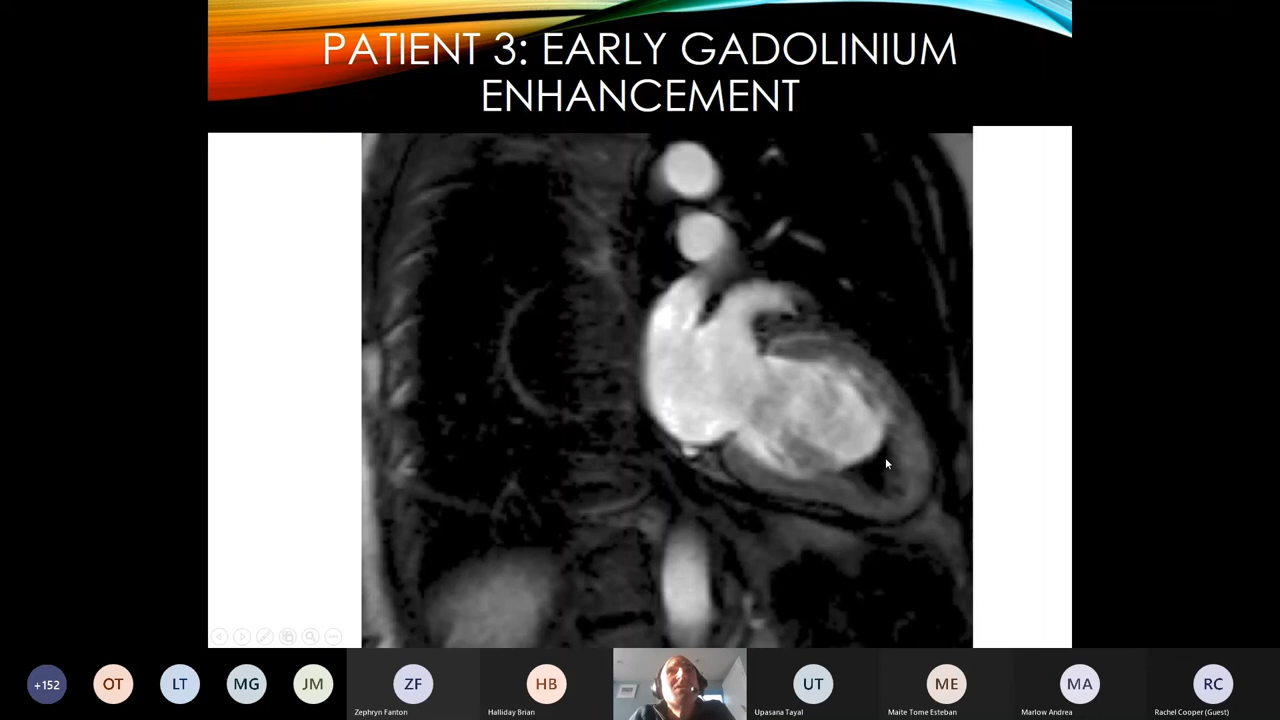 PATIENT 3: EARLY GADOLINIUM
ENHANCEMENT
+152
OT
LT
MG
JM
ZF
Zephryn Fanton
HB
Halliday Brian
UT
Upasana Tayal
ME
Maite Tome Esteban
MA
Marlow Andrea
RC
Rachel Cooper (Guest)